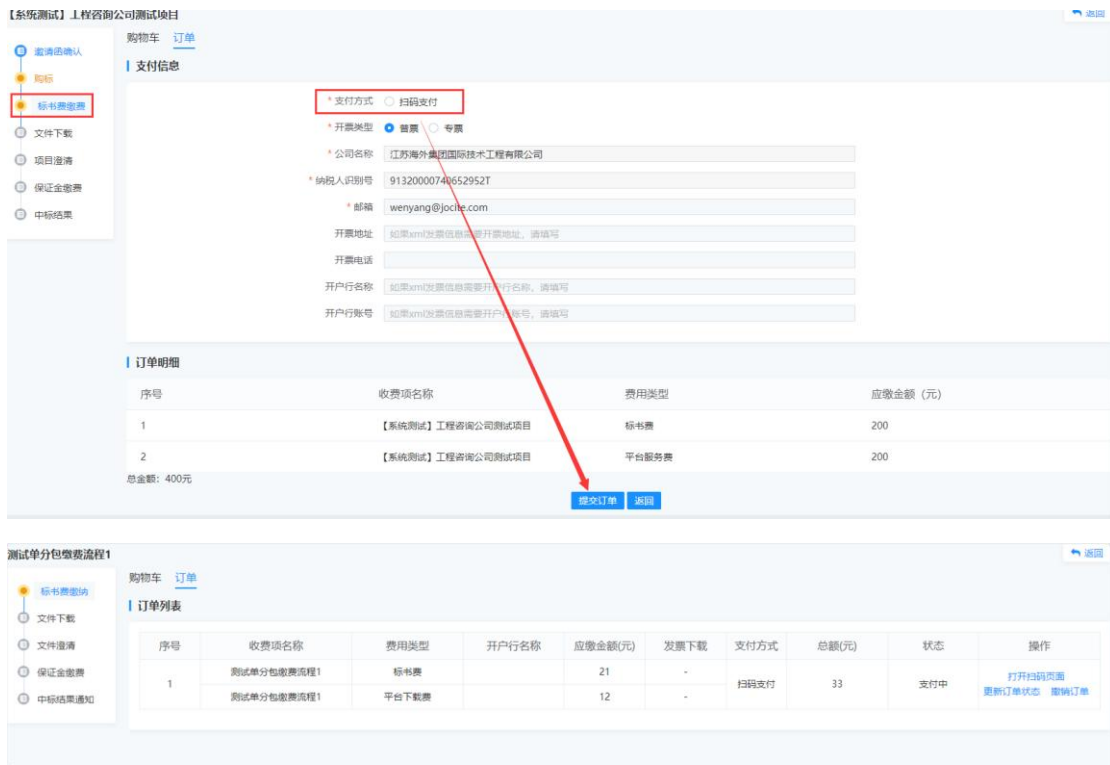 【系统测试】工程咨询公司测试项目
返回
邀请函确认
购标
标书费缴费
文件下载
项目澄清
保证金缴费
中标结果
购物车 订单
支付信息
* 支付方式 扫码支付
* 开票类型 普票 专票
* 公司名称 江苏海外集团国际技术工程有限公司
* 纳税人识别号 91320000740652952T
* 邮箱 wenyang@jocite.com
开票地址 如果xml发票信息需要开票地址，请填写
开票电话
开户行名称 如果xml发票信息需要开户行名称，请填写
开户行账号 如果xml发票信息需要开户行账号，请填写
订单明细
序号 收费项名称 费用类型 应缴金额（元）
1 【系统测试】工程咨询公司测试项目 标书费 200
2 【系统测试】工程咨询公司测试项目 平台服务费 200
总金额：400元
提交订单 返回
测试单分包缴费流程1
返回
标书费缴纳
文件下载
文件澄清
保证金缴费
中标结果通知
购物车 订单
订单列表
序号 收费项名称 费用类型 开户行名称 应缴金额(元) 发票下载 支付方式 总额(元) 状态 操作
1 测试单分包缴费流程1 标书费 21 - 扫码支付 33 支付中 打开扫码页面
测试单分包缴费流程1 平台下载费 12 - 更新订单状态 撤销订单